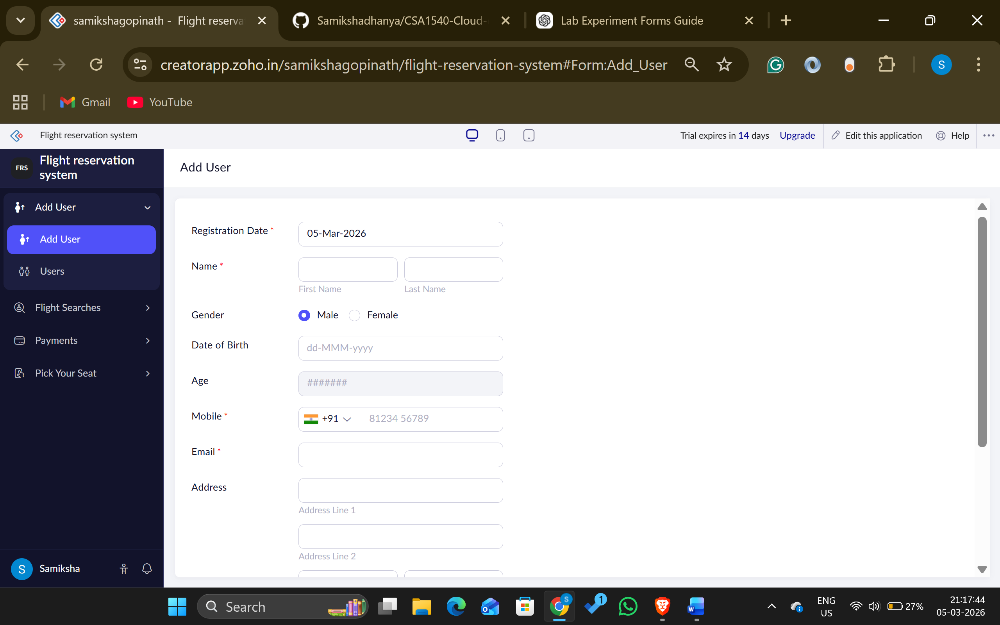 samikshagopinath - Flight reserva
Samikshadhanya/CSA1540-Cloud-
Lab Experiment Forms Guide
creatorapp.zoho.in/samikshagopinath/flight-reservation-system#Form:Add_User
S
Gmail
YouTube
Flight reservation system
Trial expires in 14 days
Upgrade
Edit this application
Help
FRS
Flight reservation
system
Add User
Add User
Users
Flight Searches
Payments
Pick Your Seat
S
Samiksha
Add User
Registration Date *
05-Mar-2026
Name *
First Name
Last Name
Gender
Male
Female
Date of Birth
dd-MMM-yyyy
Age
#######
Mobile *
+91
81234 56789
Email *
Address
Address Line 1
Address Line 2
Search
S
1
ENG
US
27%
21:17:44
05-03-2026